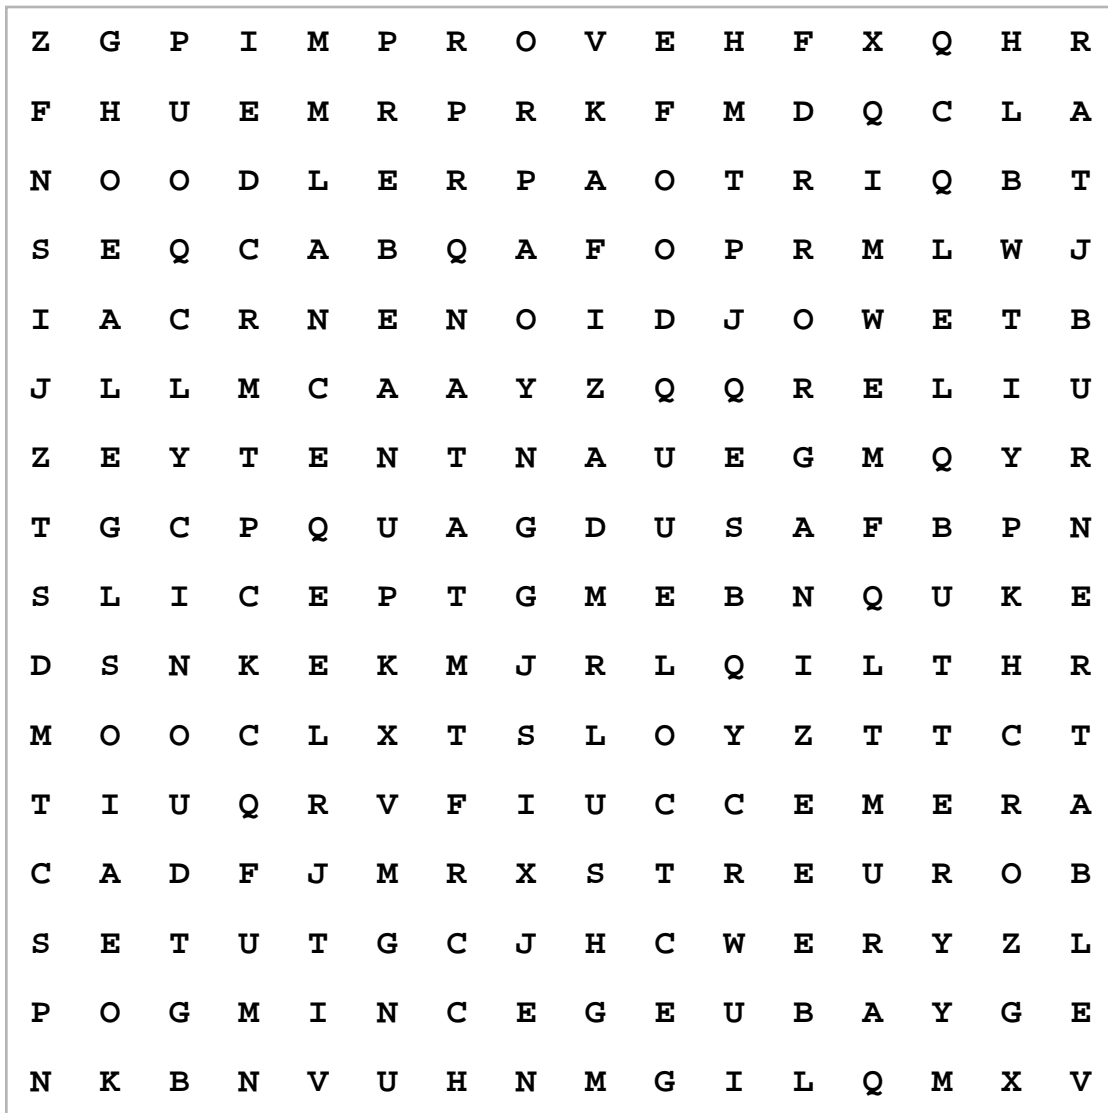 Z G P I M P R O V E H F X Q H R
F H U E M R P R K F M D Q C L A
N O O D L E R P A O T R I Q B T
S E Q C A B Q A F O P R M L W J
I A C R N E N O I D J O W E T B
J L L M C A A Y Z Q Q R E L I U
Z E Y T E N T N A U E G M Q Y R
T G C P Q U A G D U S A F B P N
S L I C E P T G M E B N Q U K E
D S N K E K M J R L Q I L T H R
M O O C L X T S L O Y Z T T C T
T I U Q R V F I U C C E M E R A
C A D F J M R X S T R E U R O B
S E T U T G C J H C W E R Y Z L
P O G M I N C E G E U B A Y G E
N K B N V U H N M G I L Q M X V